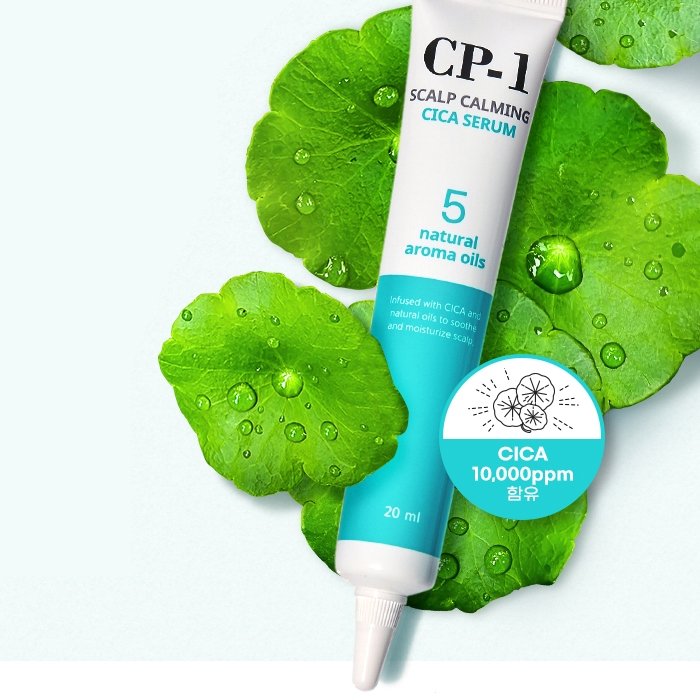 CP-1
SCALP CALMING
CICA SERUM
5
natural
aroma oils
Infused with CICA and
natural oils to soothe
and moisturize scalp.
20 ml
CICA
10,000ppm
함유